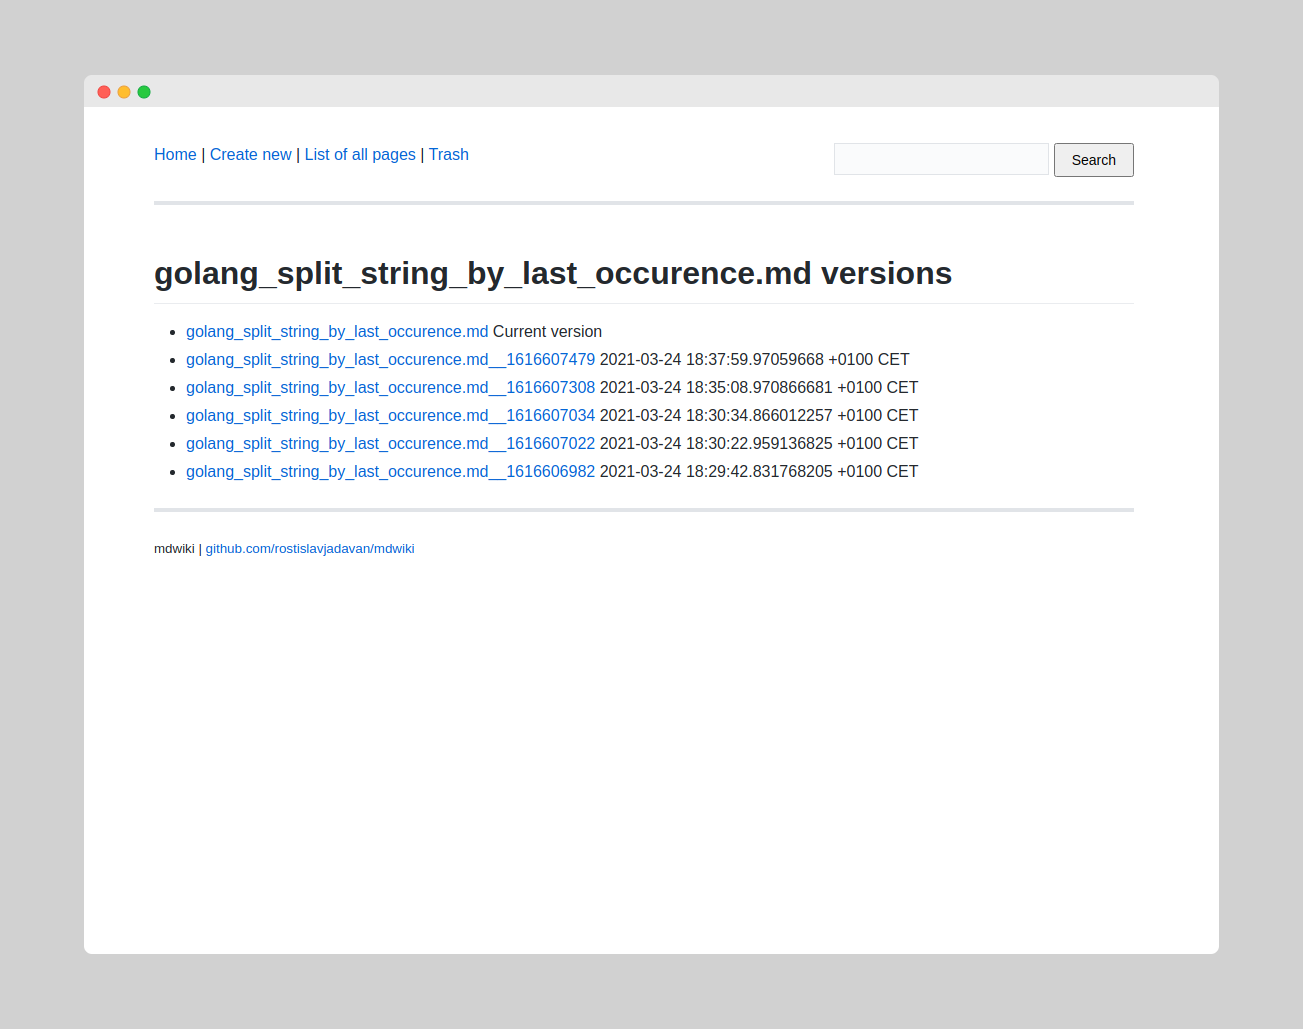 Home | Create new | List of all pages | Trash
Search
golang_split_string_by_last_occurence.md versions
golang_split_string_by_last_occurence.md Current version
golang_split_string_by_last_occurence.md__1616607479 2021-03-24 18:37:59.97059668 +0100 CET
golang_split_string_by_last_occurence.md__1616607308 2021-03-24 18:35:08.970866681 +0100 CET
golang_split_string_by_last_occurence.md__1616607034 2021-03-24 18:30:34.866012257 +0100 CET
golang_split_string_by_last_occurence.md__1616607022 2021-03-24 18:30:22.959136825 +0100 CET
golang_split_string_by_last_occurence.md__1616606982 2021-03-24 18:29:42.831768205 +0100 CET
mdwiki | github.com/rostislavjadavan/mdwiki